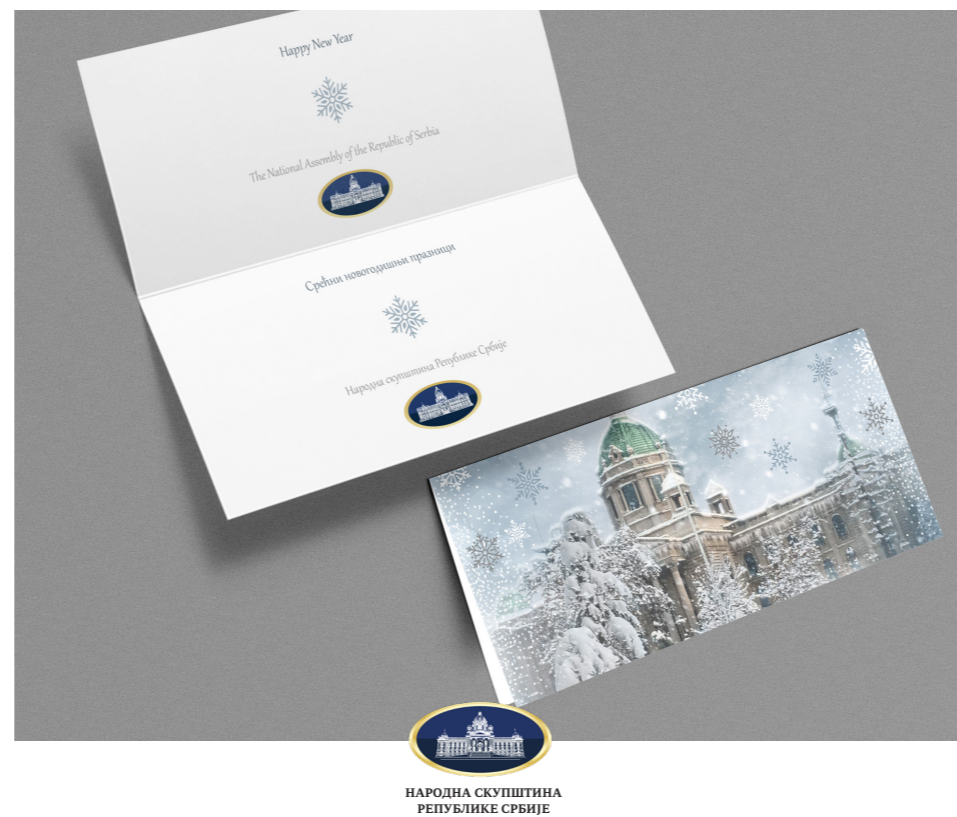 Happy New Year
The National Assembly of the Republic of Serbia
Срећни новогодишњи празници
Народна скупштина Републике Србије
НАРОДНА СКУПШТИНА
РЕПУБЛИКЕ СРБИЈЕ